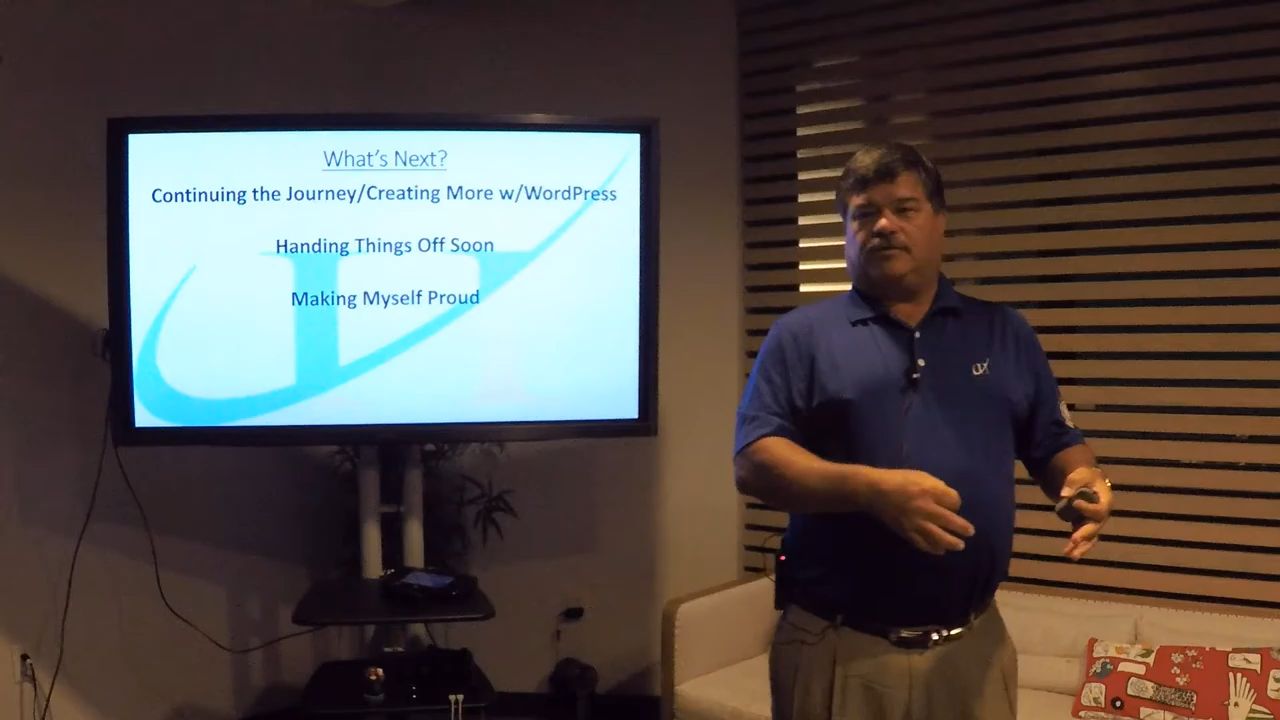 What's Next?
Continuing the Journey/Creating More w/WordPress
Handing Things Off Soon
Making Myself Proud